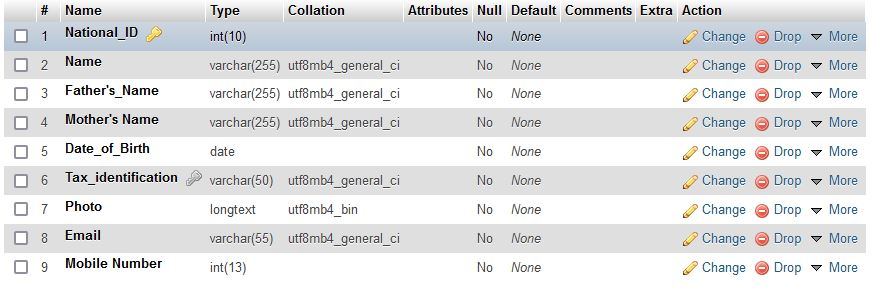 # Name Type Collation Attributes Null Default Comments Extra Action
1 National_ID int(10) No None Change Drop More
2 Name varchar(255) utf8mb4_general_ci No None Change Drop More
3 Father's_Name varchar(255) utf8mb4_general_ci No None Change Drop More
4 Mother's Name varchar(255) utf8mb4_general_ci No None Change Drop More
5 Date_of_Birth date No None Change Drop More
6 Tax_identification varchar(50) utf8mb4_general_ci No None Change Drop More
7 Photo longtext utf8mb4_bin No None Change Drop More
8 Email varchar(55) utf8mb4_general_ci No None Change Drop More
9 Mobile Number int(13) No None Change Drop More